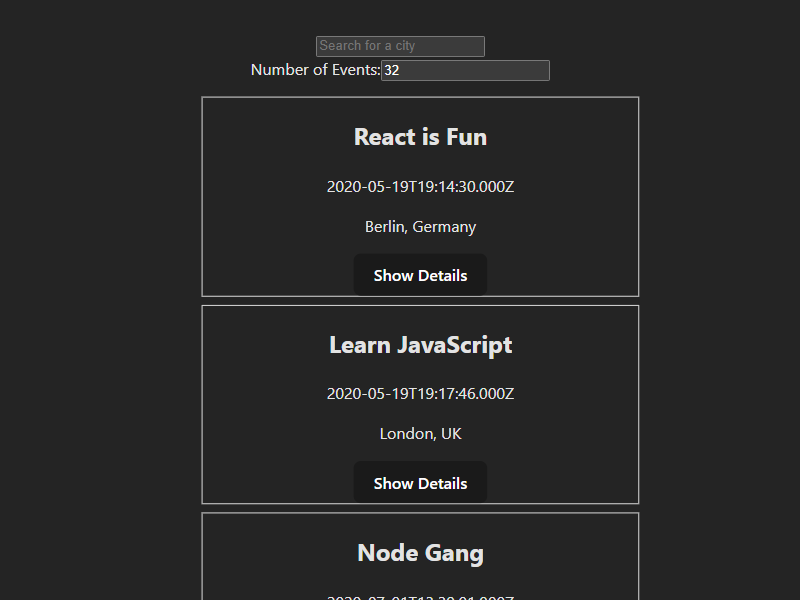 Search for a city
Number of Events:32
React is Fun
2020-05-19T19:14:30.000Z
Berlin, Germany
Show Details
Learn JavaScript
2020-05-19T19:17:46.000Z
London, UK
Show Details
Node Gang